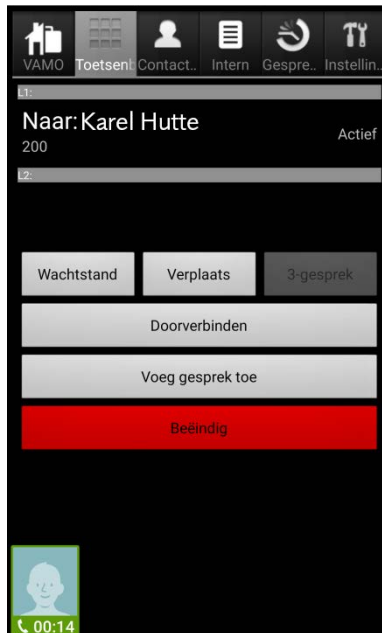 VAMO Toetsenb Contact.. Intern Gespre.. Instellin..
L1:
Naar: Karel Hutte
200 Actief
L2:
Wachtstand Verplaats 3-gesprek
Doorverbinden
Voeg gesprek toe
Beëindig
00:14